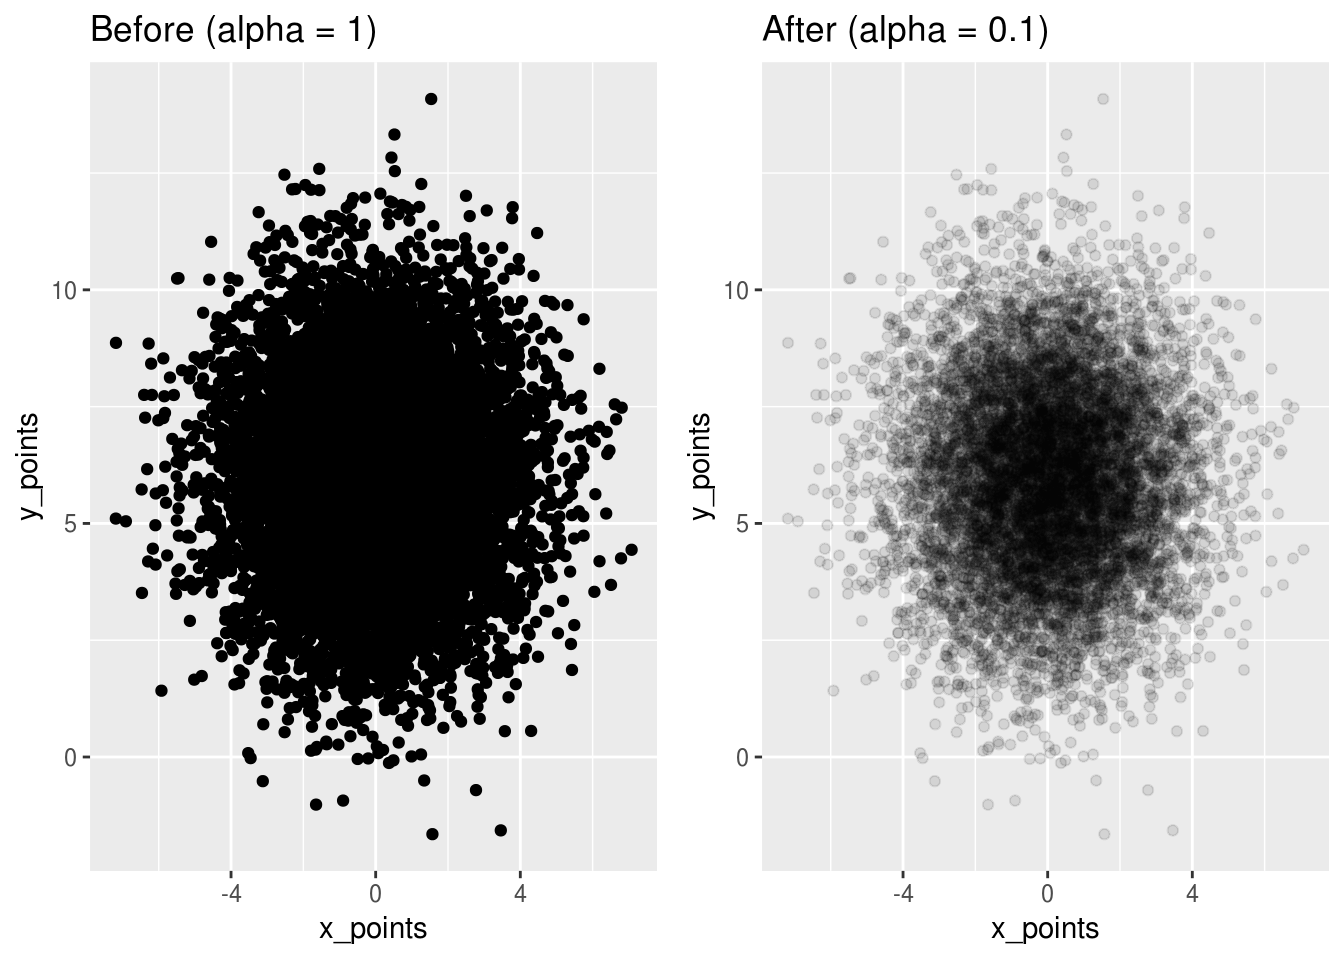 Before (alpha = 1)
y_points
10
5
0
-4 0 4
x_points
After (alpha = 0.1)
y_points
10
5
0
-4 0 4
x_points